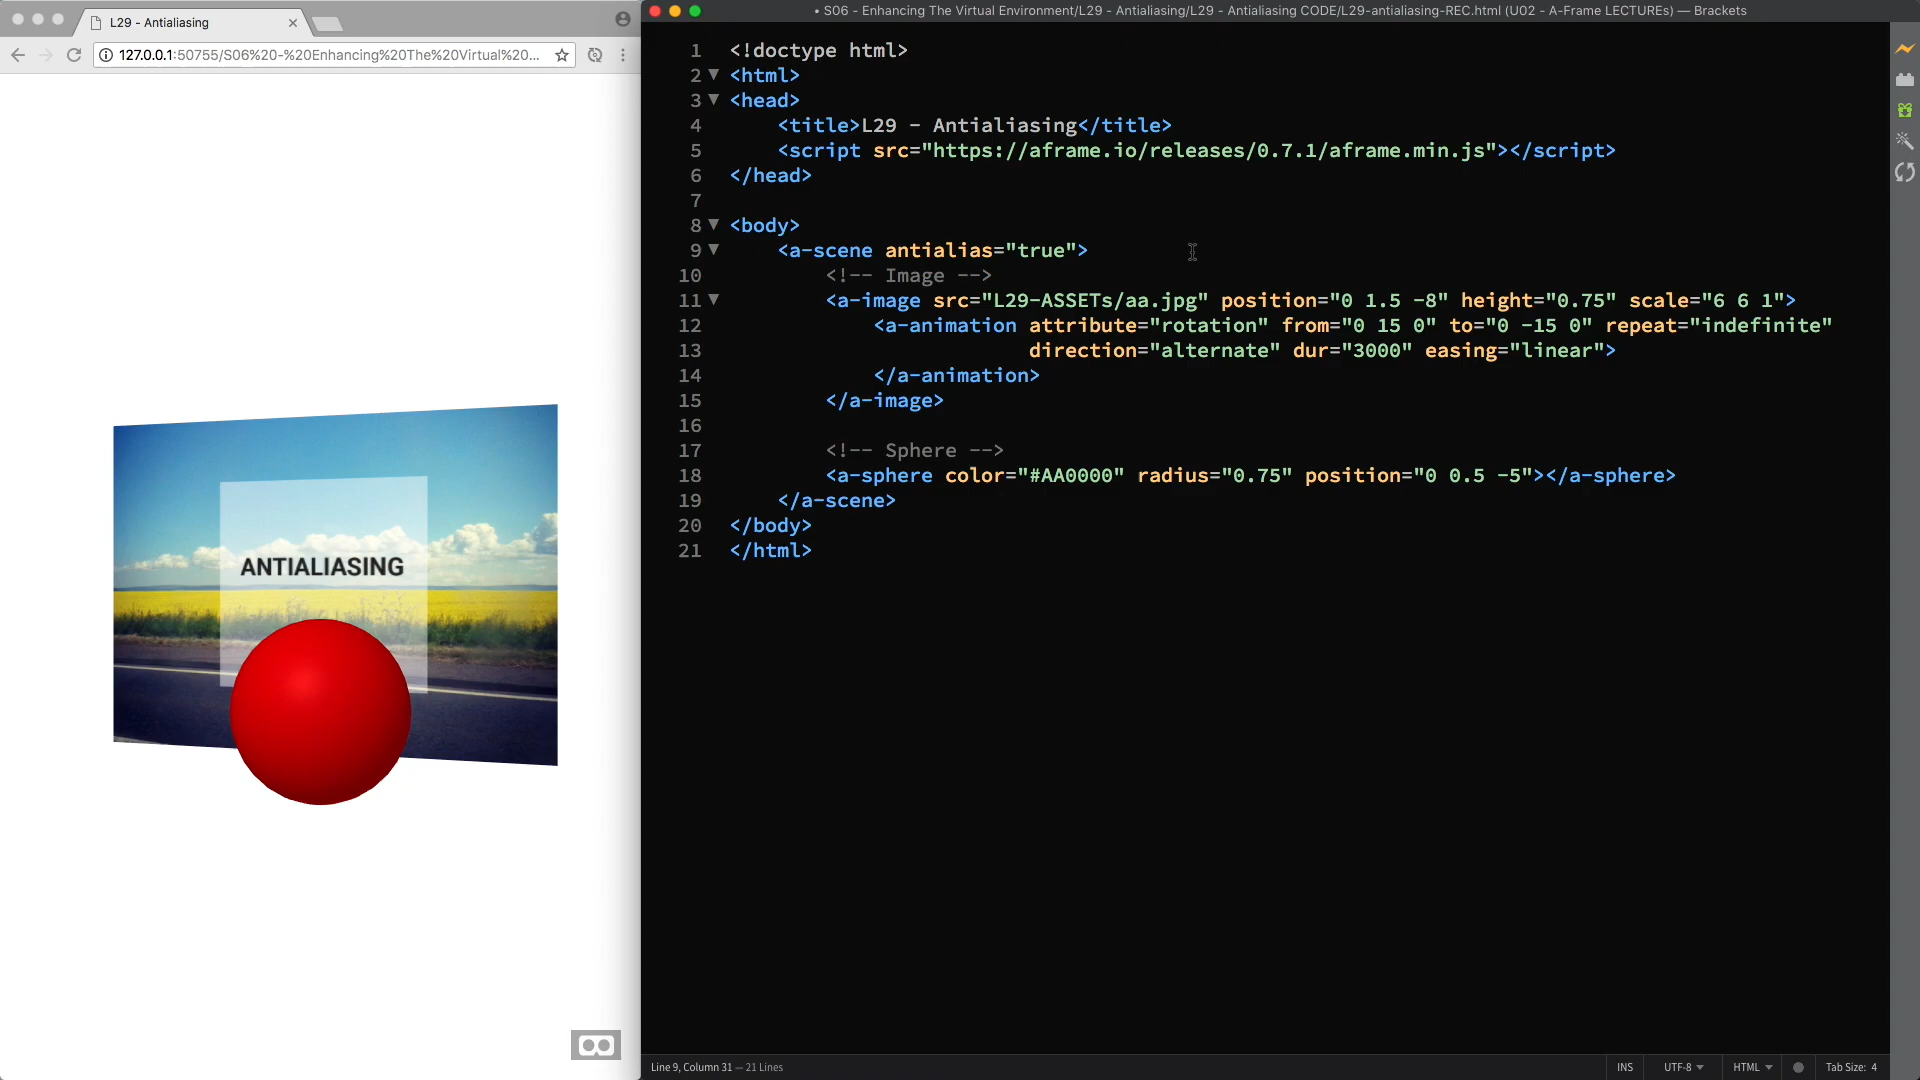 L29 - Antialiasing
127.0.0.1:50755/S06%20-%20Enhancing%20The%20Virtual%20...
ANTIALIASING
• S06 - Enhancing The Virtual Environment/L29 - Antialiasing/L29 - Antialiasing CODE/L29-antialiasing-REC.html (U02 - A-Frame LECTUREs) — Brackets
1 <!doctype html>
2 <html>
3 <head>
4 <title>L29 - Antialiasing</title>
5 <script src="https://aframe.io/releases/0.7.1/aframe.min.js"></script>
6 </head>
7
8 <body>
9 <a-scene antialias="true">
10 <!-- Image -->
11 <a-image src="L29-ASSETs/aa.jpg" position="0 1.5 -8" height="0.75" scale="6 6 1">
12 <a-animation attribute="rotation" from="0 15 0" to="0 -15 0" repeat="indefinite"
13 direction="alternate" dur="3000" easing="linear">
14 </a-animation>
15 </a-image>
16
17 <!-- Sphere -->
18 <a-sphere color="#AA0000" radius="0.75" position="0 0.5 -5"></a-sphere>
19 </a-scene>
20 </body>
21 </html>
Line 9, Column 31 — 21 Lines
INS UTF-8 HTML Tab Size: 4